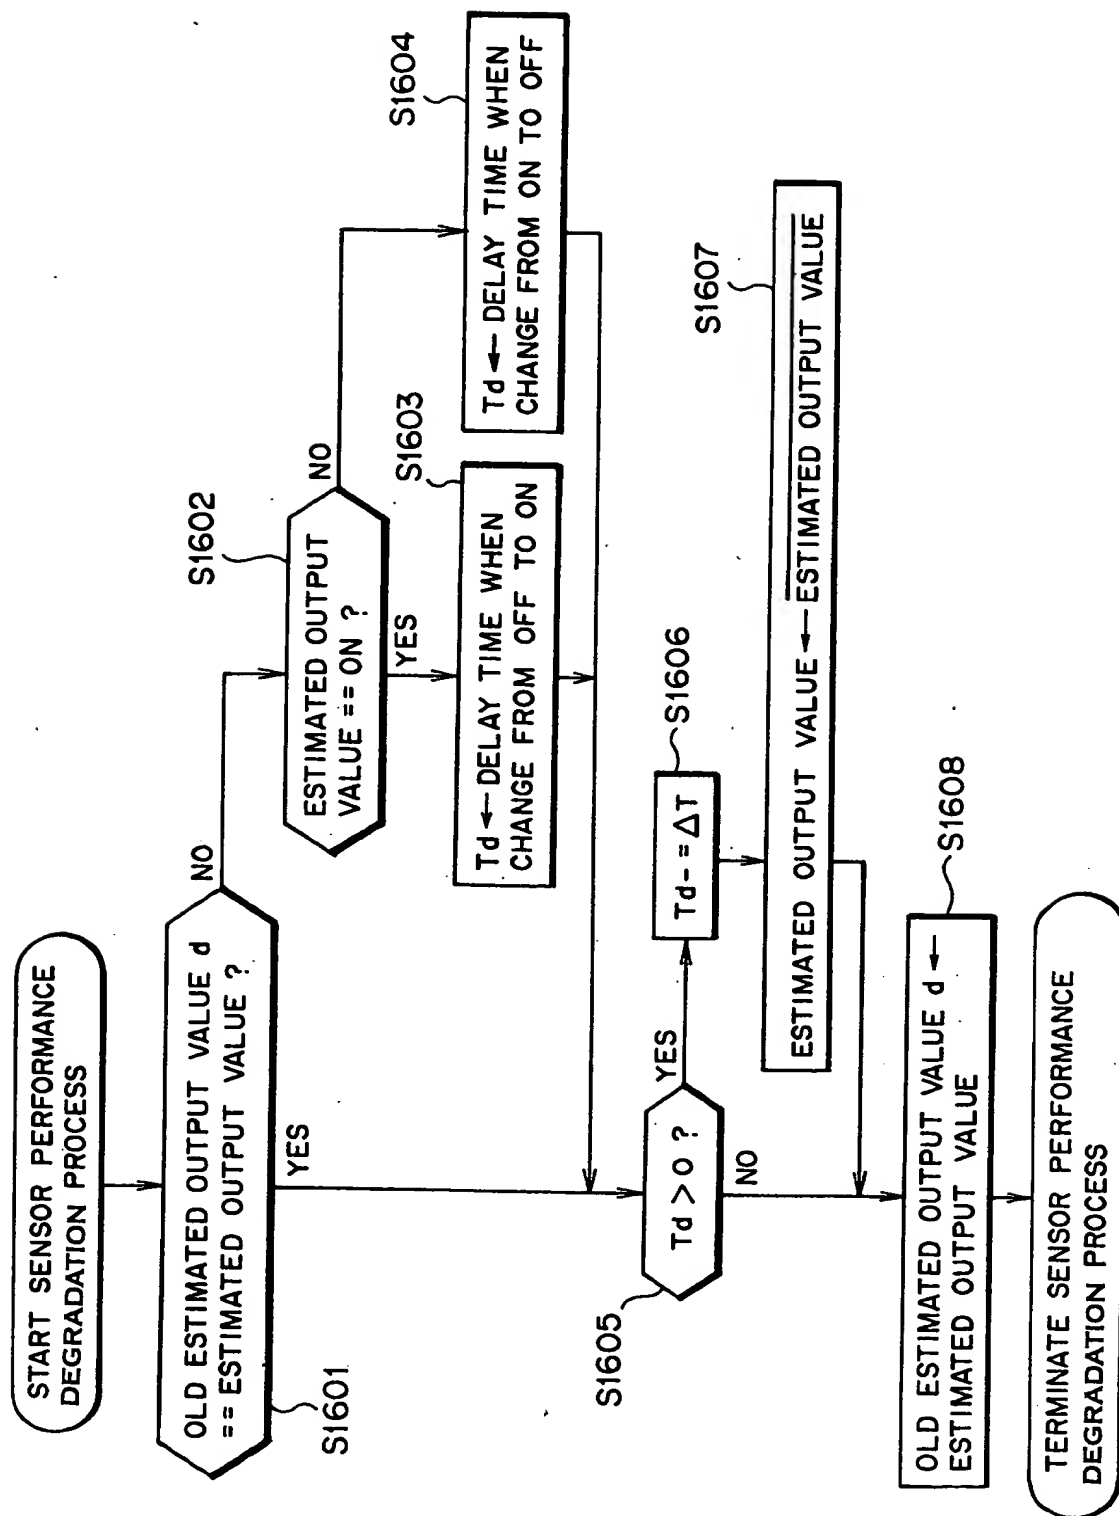 START SENSOR PERFORMANCE
DEGRADATION PROCESS
OLD ESTIMATED OUTPUT VALUE d
== ESTIMATED OUTPUT VALUE ?
S1601
NO
YES
ESTIMATED OUTPUT
VALUE == ON ?
S1602
NO
YES
Td ← DELAY TIME WHEN
CHANGE FROM OFF TO ON
S1603
Td ← DELAY TIME WHEN
CHANGE FROM ON TO OFF
S1604
Td > 0 ?
S1605
YES
NO
Td - = ΔT
S1606
ESTIMATED OUTPUT VALUE ← ESTIMATED OUTPUT VALUE
S1607
OLD ESTIMATED OUTPUT VALUE d ←
ESTIMATED OUTPUT VALUE
S1608
TERMINATE SENSOR PERFORMANCE
DEGRADATION PROCESS